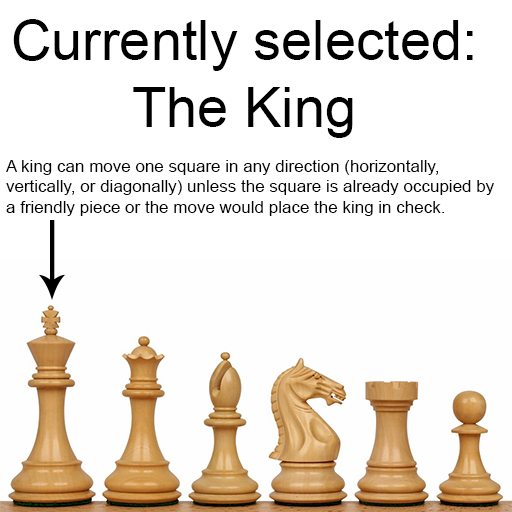 Currently selected:
The King
A king can move one square in any direction (horizontally,
vertically, or diagonally) unless the square is already occupied by
a friendly piece or the move would place the king in check.